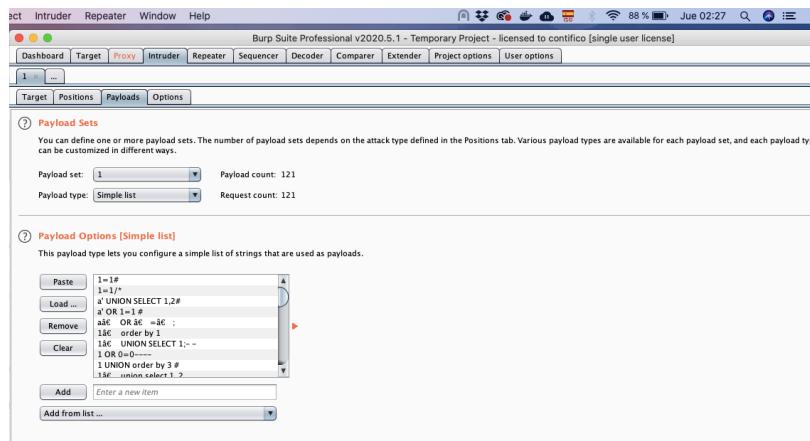 ect Intruder Repeater Window Help 88 % Jue 02:27
Burp Suite Professional v2020.5.1 - Temporary Project - licensed to contifico [single user license]
Dashboard Target Proxy Intruder Repeater Sequencer Decoder Comparer Extender Project options User options
1 × ...
Target Positions Payloads Options
? Payload Sets
You can define one or more payload sets. The number of payload sets depends on the attack type defined in the Positions tab. Various payload types are available for each payload set, and each payload ty
can be customized in different ways.
Payload set: 1 Payload count: 121
Payload type: Simple list Request count: 121
? Payload Options [Simple list]
This payload type lets you configure a simple list of strings that are used as payloads.
Paste
Load ...
Remove
Clear
1=1#
1=1/*
a' UNION SELECT 1,2#
a' OR 1=1 #
aâ€ OR â€ =â€ ;
1â€ order by 1
1â€ UNION SELECT 1;- -
1 OR 0=0----
1 UNION order by 3 #
1â€ union select 1, 2
Add Enter a new item
Add from list ...